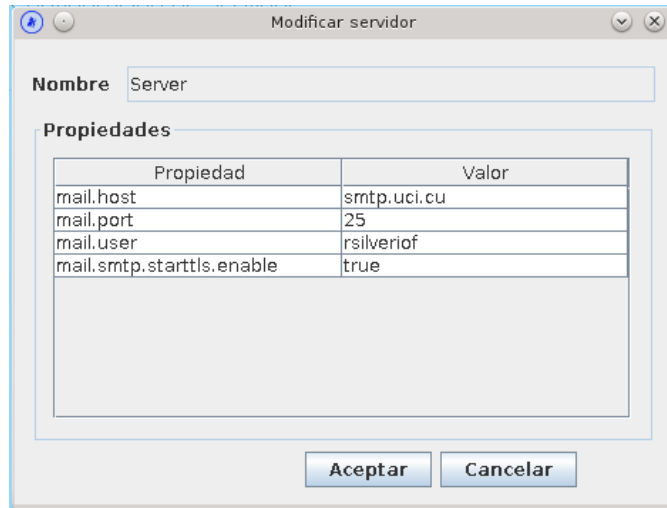 Modificar servidor
Nombre Server
Propiedades
Propiedad Valor
mail.host smtp.uci.cu
mail.port 25
mail.user rsilveriof
mail.smtp.starttls.enable true
Aceptar Cancelar